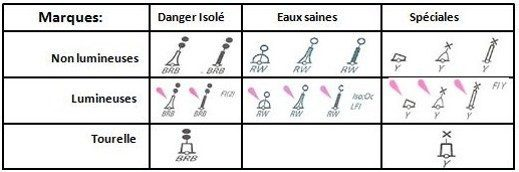 Marques: Danger Isolé Eaux saines Spéciales
Non lumineuses BRB BRB RW RW RW Y Y Y
Lumineuses BRB BRB Fl(2) RW RW RW Iso;Oc LFl Y Y Y Fl Y
Tourelle BRB Y